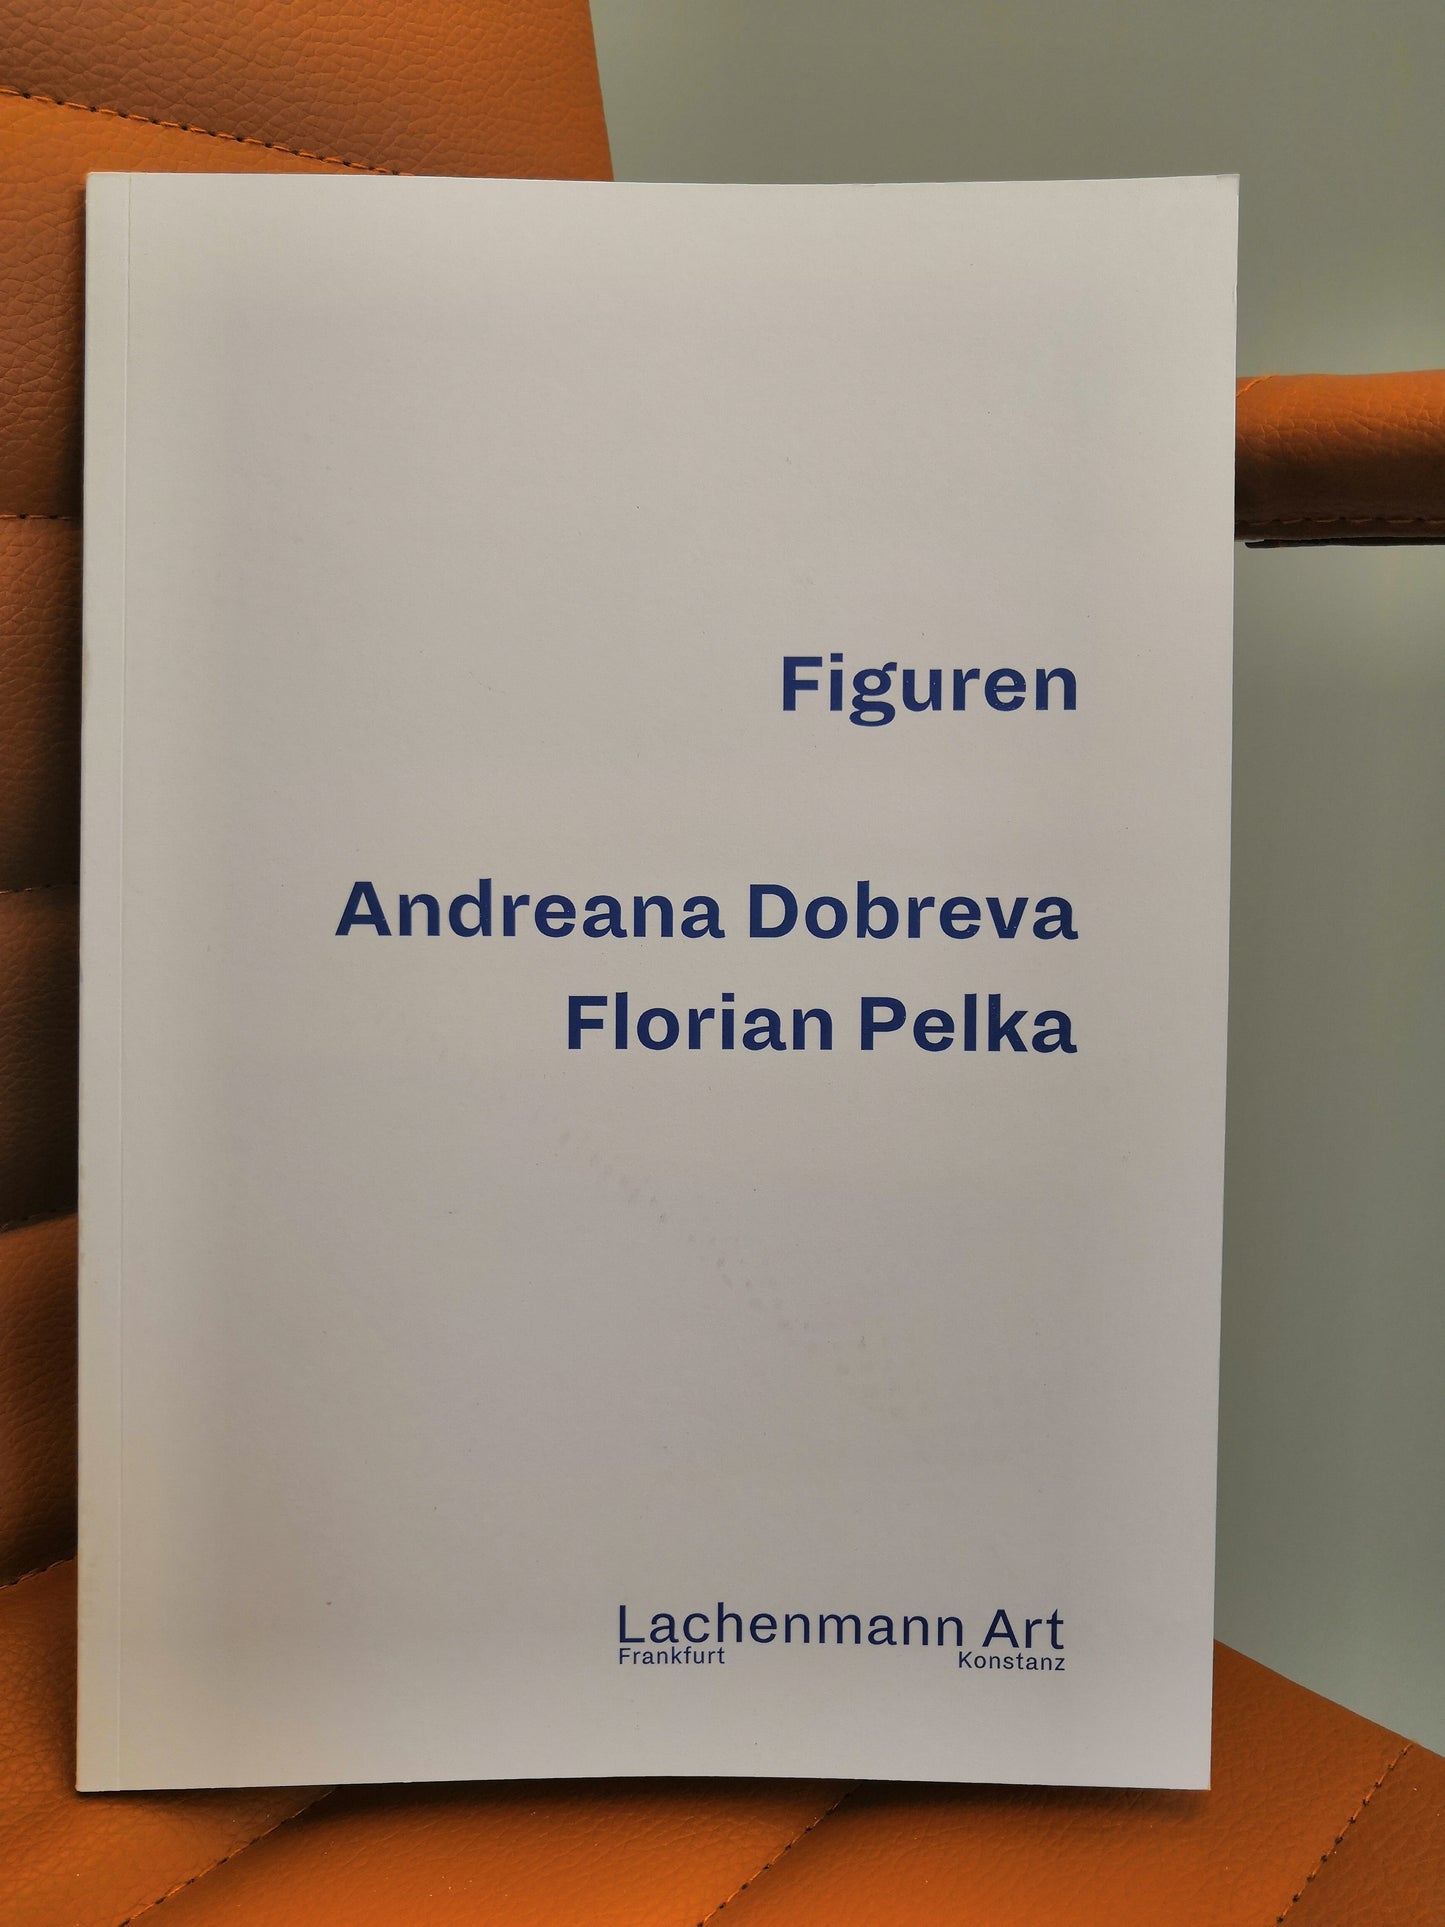 Figuren
Andreana Dobreva
Florian Pelka
Lachenmann Art
Frankfurt Konstanz